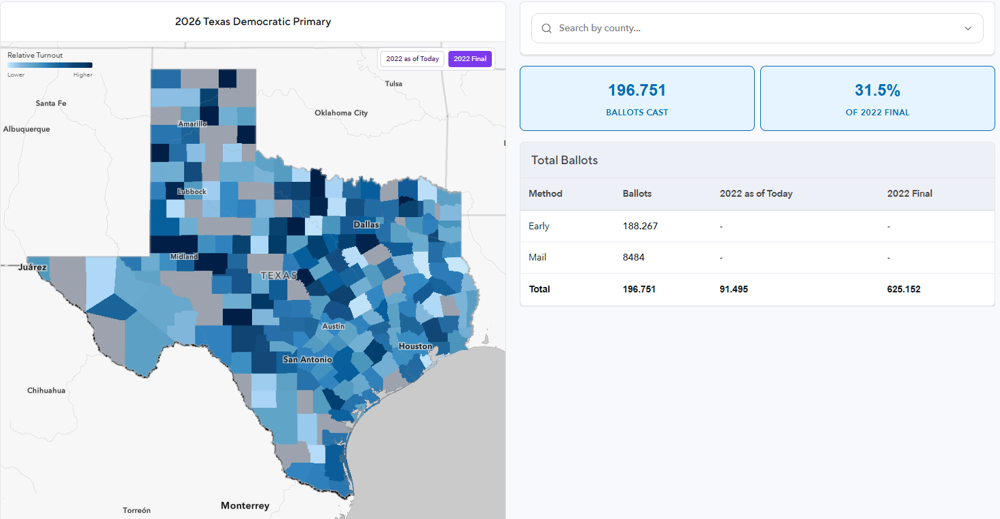 2026 Texas Democratic Primary
Relative Turnout
Lower Higher
2022 as of Today 2022 Final
Tulsa
Santa Fe
Oklahoma City
Albuquerque
Amarillo
Lubbock
Dallas
Midland
Juárez
TEXAS
Austin
Houston
San Antonio
Chihuahua
Monterrey
Torreón
Search by county...
196.751
BALLOTS CAST
31.5%
OF 2022 FINAL
Total Ballots
Method Ballots 2022 as of Today 2022 Final
Early 188.267 - -
Mail 8484 - -
Total 196.751 91.495 625.152